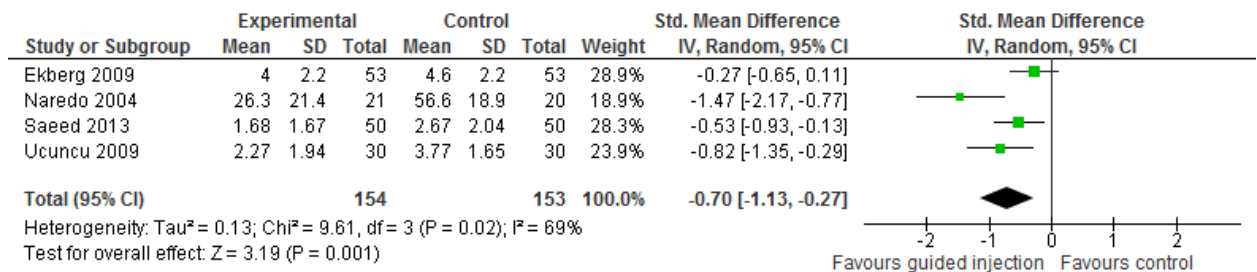 Experimental Control Std. Mean Difference Std. Mean Difference
Study or Subgroup Mean SD Total Mean SD Total Weight IV, Random, 95% CI IV, Random, 95% CI
Ekberg 2009 4 2.2 53 4.6 2.2 53 28.9% -0.27 [-0.65, 0.11]
Naredo 2004 26.3 21.4 21 56.6 18.9 20 18.9% -1.47 [-2.17, -0.77]
Saeed 2013 1.68 1.67 50 2.67 2.04 50 28.3% -0.53 [-0.93, -0.13]
Ucuncu 2009 2.27 1.94 30 3.77 1.65 30 23.9% -0.82 [-1.35, -0.29]
Total (95% CI) 154 153 100.0% -0.70 [-1.13, -0.27]
Heterogeneity: Tau² = 0.13; Chi² = 9.61, df = 3 (P = 0.02); I² = 69%
Test for overall effect: Z = 3.19 (P = 0.001)
-2 -1 0 1 2
Favours guided injection Favours control